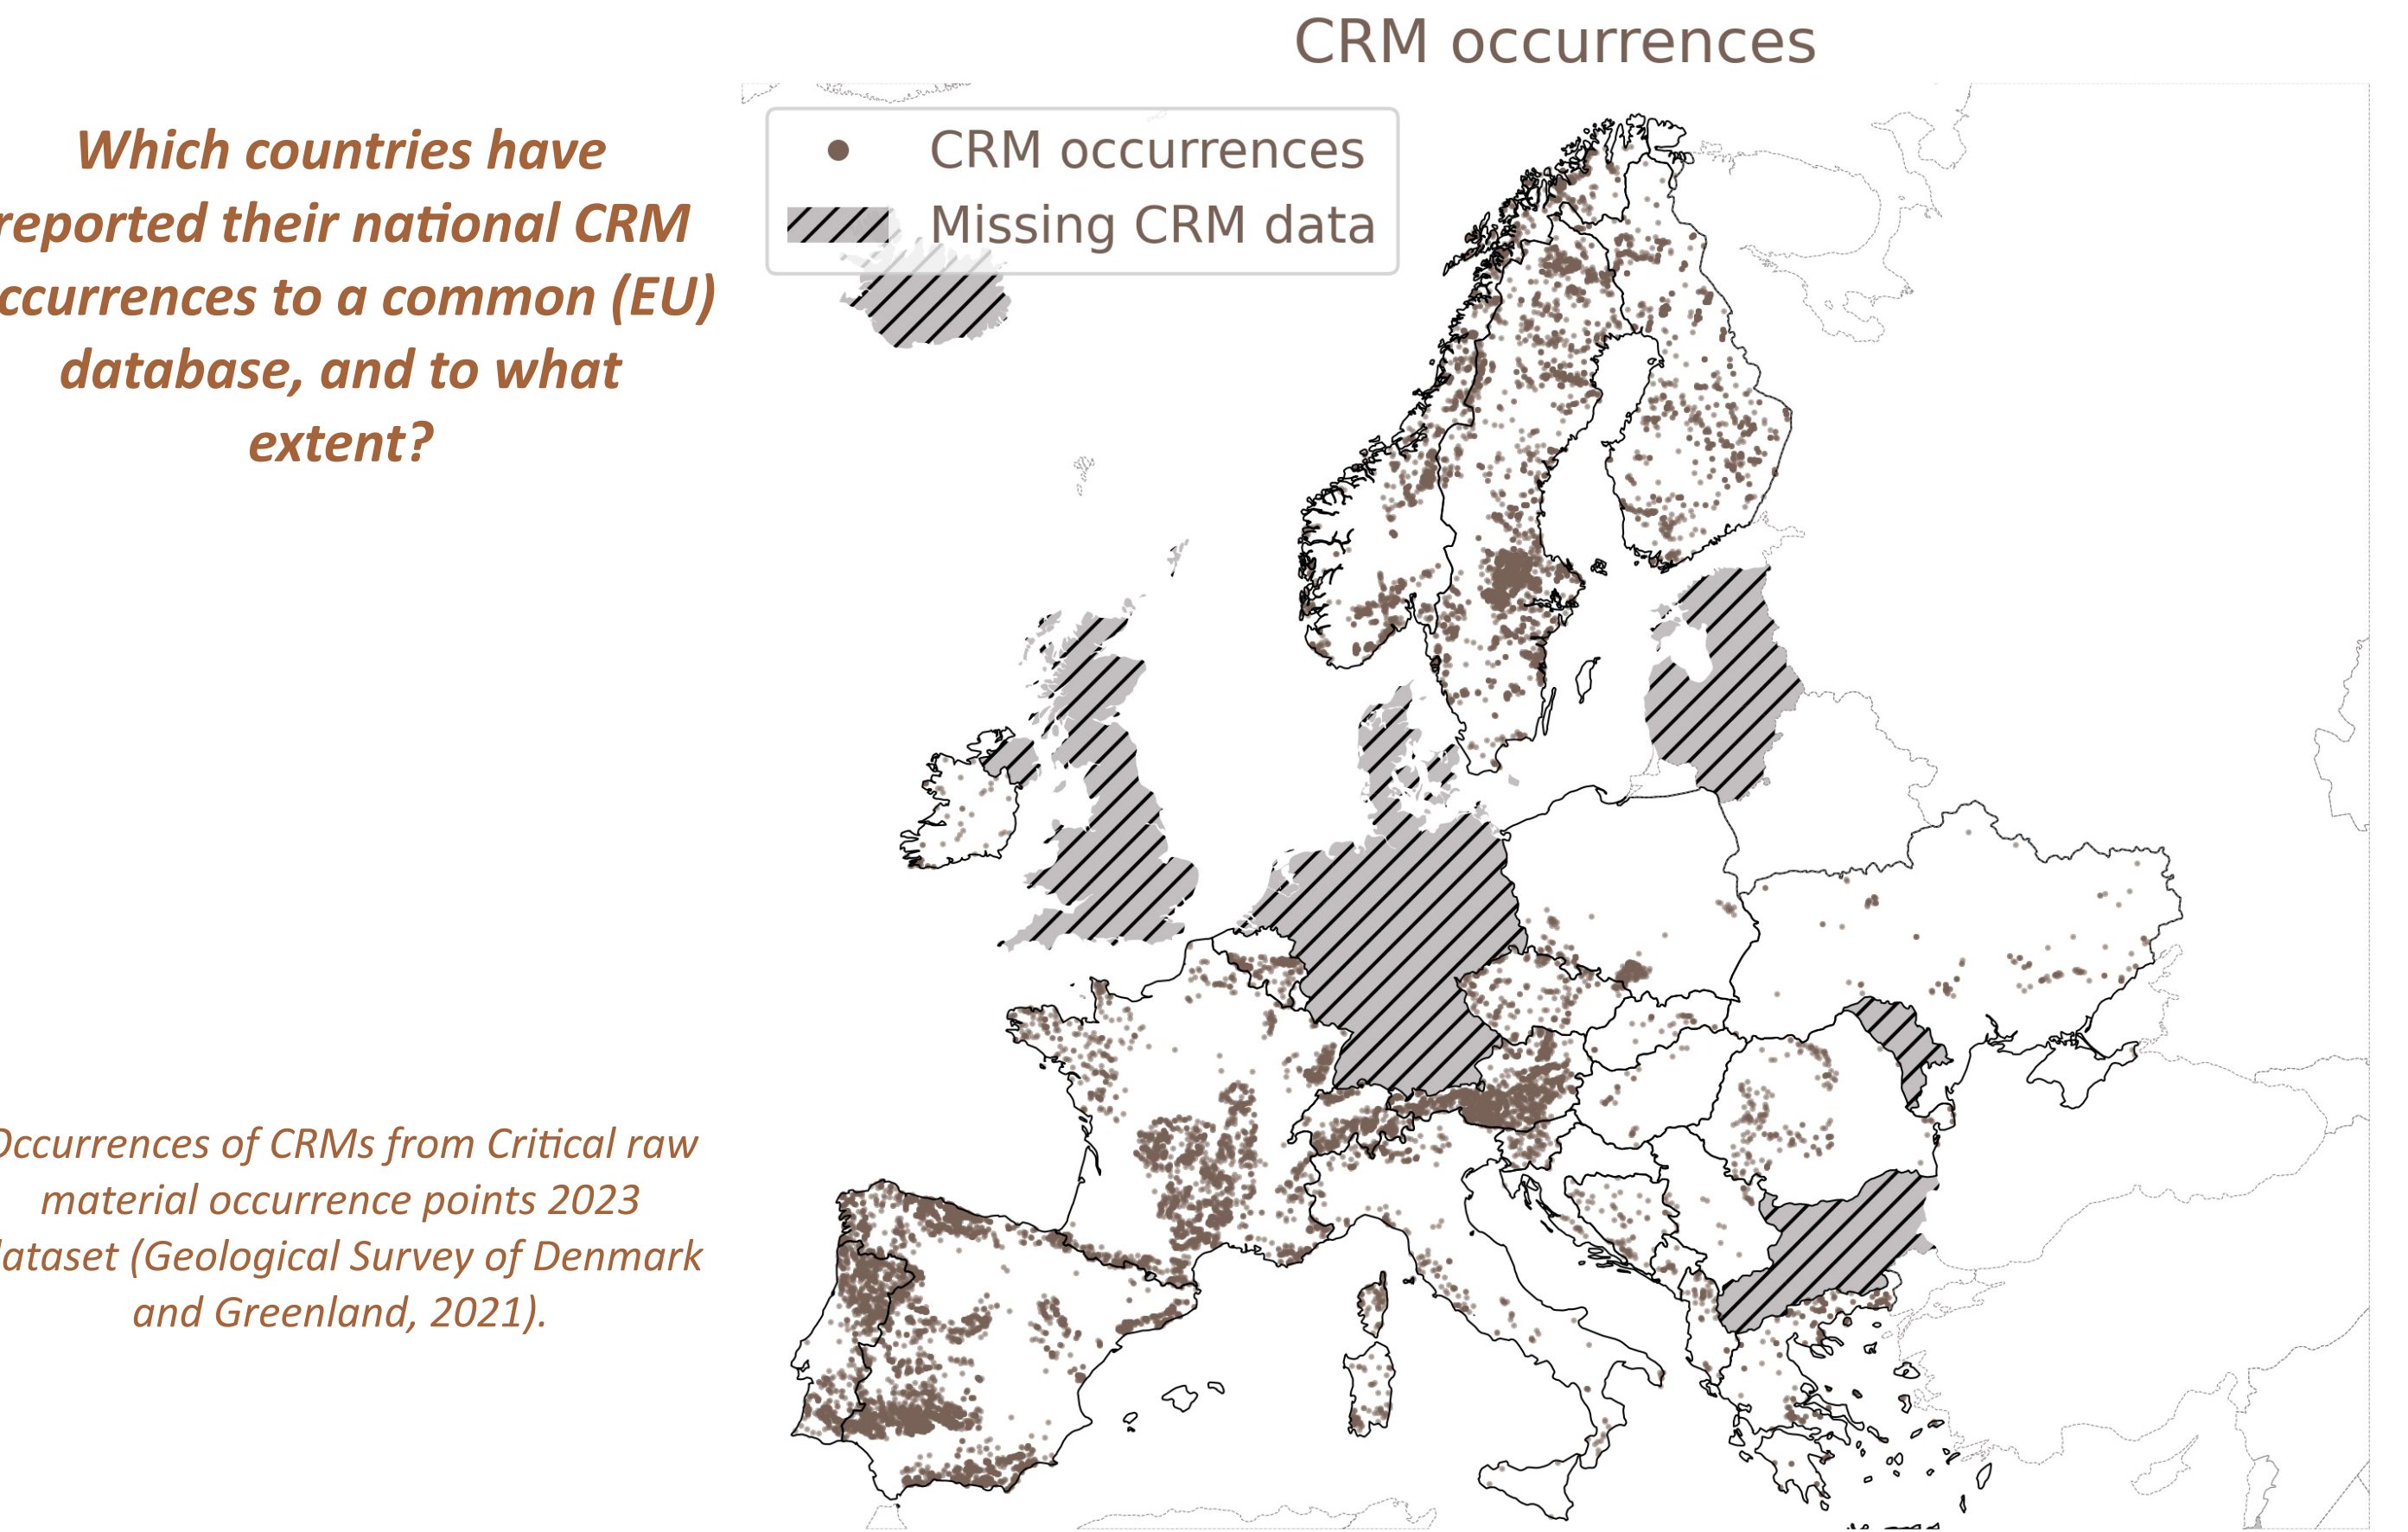 CRM occurrences
Which countries have
reported their national CRM
ccurrences to a common (EU)
database, and to what
extent?
CRM occurrences
Missing CRM data
Occurrences of CRMs from Critical raw
material occurrence points 2023
dataset (Geological Survey of Denmark
and Greenland, 2021).